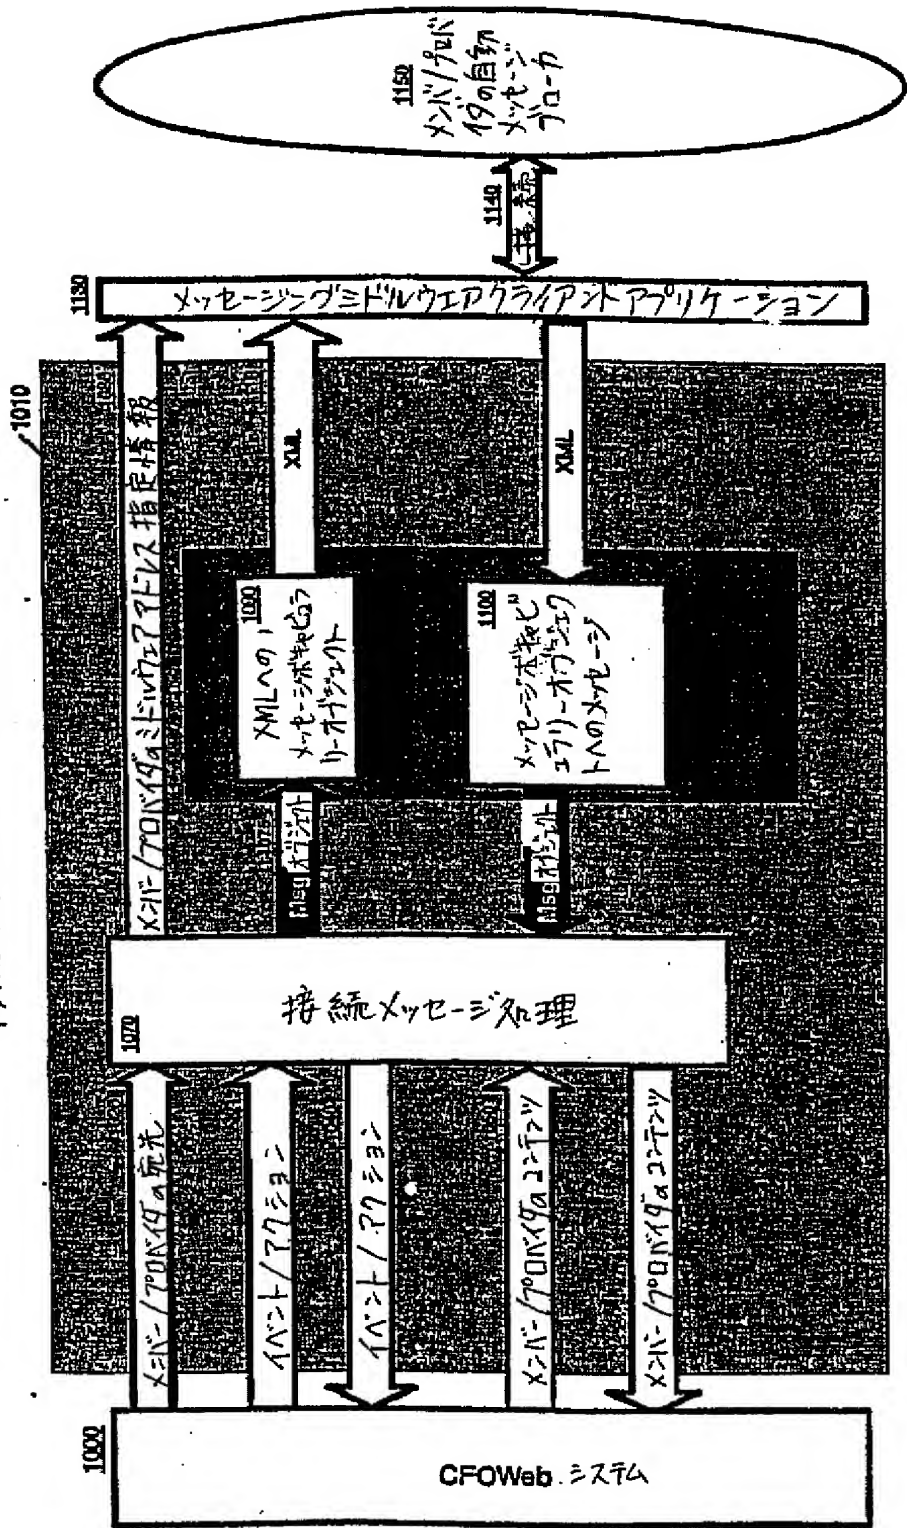 1000
CFOWeb システム
メンバー/プロバイダの宛先
イベント/アクション
イベント/アクション
メンバー/プロバイダのコンテンツ
メンバー/プロバイダのコンテンツ
1010
1070
接続メッセージ処理
メンバー/プロバイダのミドルウェアアドレス指定情報
Msgオブジェクト
Msgオブジェクト
1090
XMLへの
メッセージボキャビュラ
リーオブジェクト
1100
メッセージボキャビ
ュラリーオブジェク
トへのメッセージ
XML
XML
1130
メッセージングミドルウェアクライアントアプリケーション
1140
接続
1150
メンバ/プロバ
イダの自動
メッセージ
ブローカ